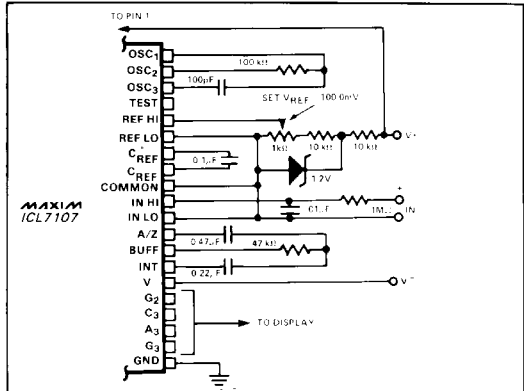 TO PIN 1
OSC1
OSC2
OSC3
TEST
REF HI
REF LO
C+REF
C-REF
COMMON
IN HI
IN LO
A/Z
BUFF
INT
V
G2
C3
A3
G3
GND
MAXIM
ICL7107
100 kΩ
100pF
SET VREF 100.0mV
1kΩ
10 kΩ
10 kΩ
V+
0.1µF
1.2V
+
.01µF
1MΩ
IN
0.47µF
47 kΩ
0.22µF
V-
TO DISPLAY